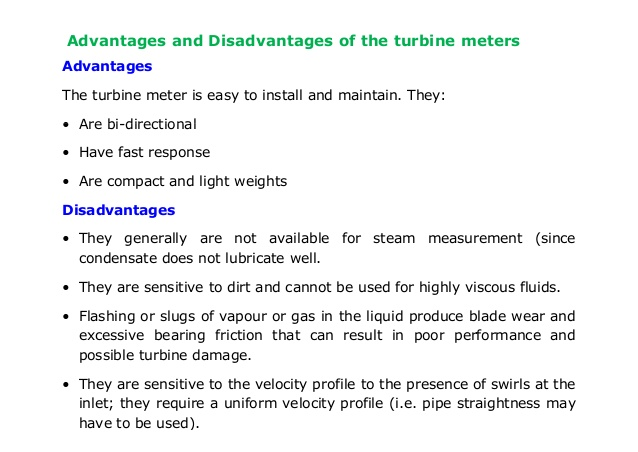 Advantages and Disadvantages of the turbine meters
Advantages
The turbine meter is easy to install and maintain. They:
• Are bi-directional
• Have fast response
• Are compact and light weights
Disadvantages
• They generally are not available for steam measurement (since
condensate does not lubricate well.
• They are sensitive to dirt and cannot be used for highly viscous fluids.
• Flashing or slugs of vapour or gas in the liquid produce blade wear and
excessive bearing friction that can result in poor performance and
possible turbine damage.
• They are sensitive to the velocity profile to the presence of swirls at the
inlet; they require a uniform velocity profile (i.e. pipe straightness may
have to be used).